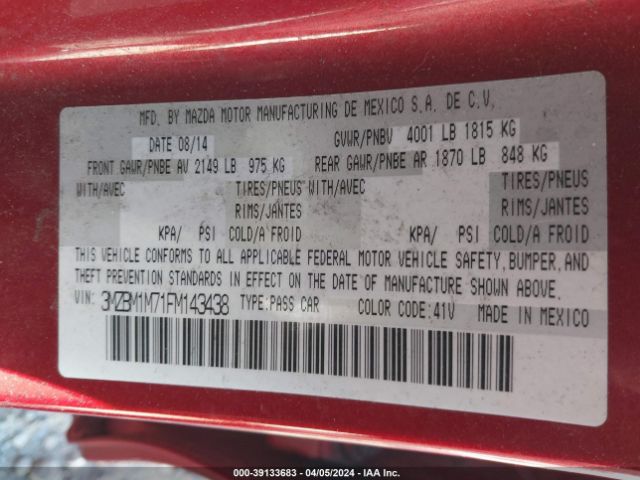 MFD. BY MAZDA MOTOR MANUFACTURING DE MEXICO S.A. DE C.V.
DATE 08/14 GVWR/PNBV 4001 LB 1815 KG
FRONT GAWR/PNBE AV 2149 LB 975 KG REAR GAWR/PNBE AR 1870 LB 848 KG
WITH/AVEC TIRES/PNEUS WITH/AVEC TIRES/PNEUS
RIMS/JANTES RIMS/JANTES
KPA/ PSI COLD/A FROID KPA/ PSI COLD/A FROID
THIS VEHICLE CONFORMS TO ALL APPLICABLE FEDERAL MOTOR VEHICLE SAFETY, BUMPER, AND
THEFT PREVENTION STANDARDS IN EFFECT ON THE DATE OF MANUFACTURE SHOWN ABOVE.
VIN: 3MZBM1M71FM143438 TYPE:PASS CAR COLOR CODE:41V MADE IN MEXICO
000-39133683 - 04/05/2024 - IAA Inc.